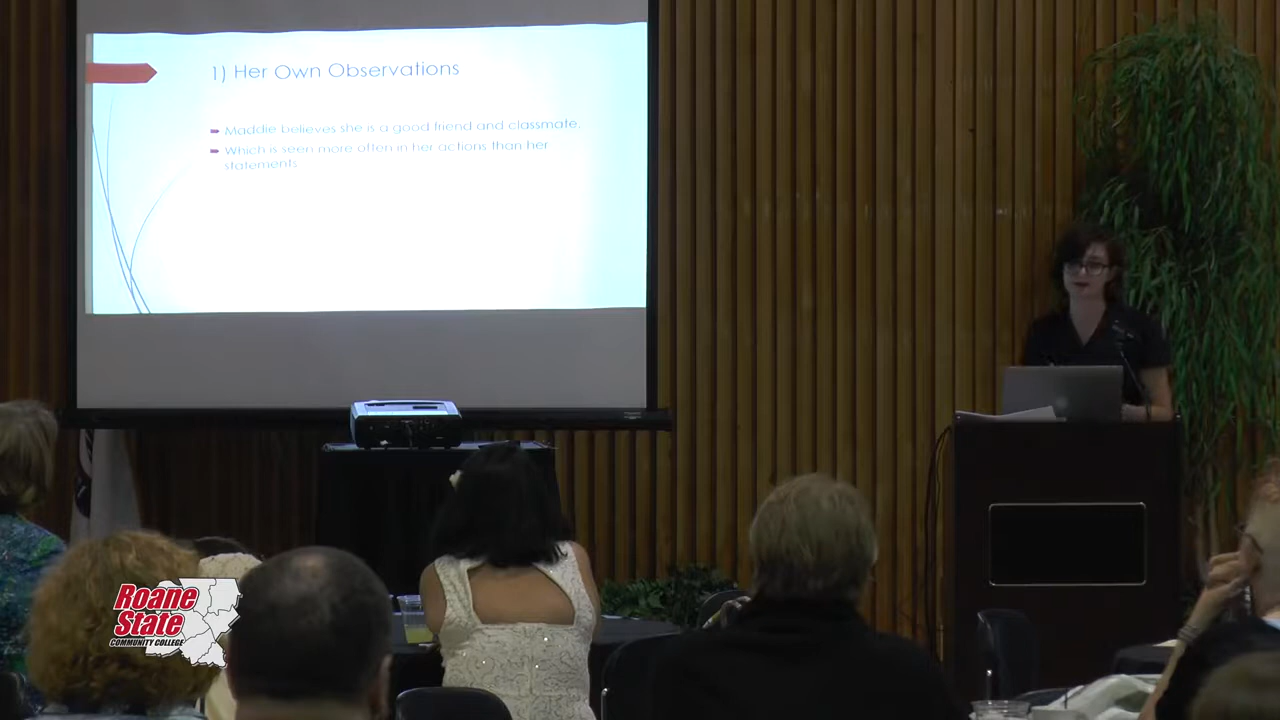 1) Her Own Observations
Maddie believes she is a good friend and classmate.
Which is seen more often in her actions than her
statements
Roane
State
COMMUNITY COLLEGE